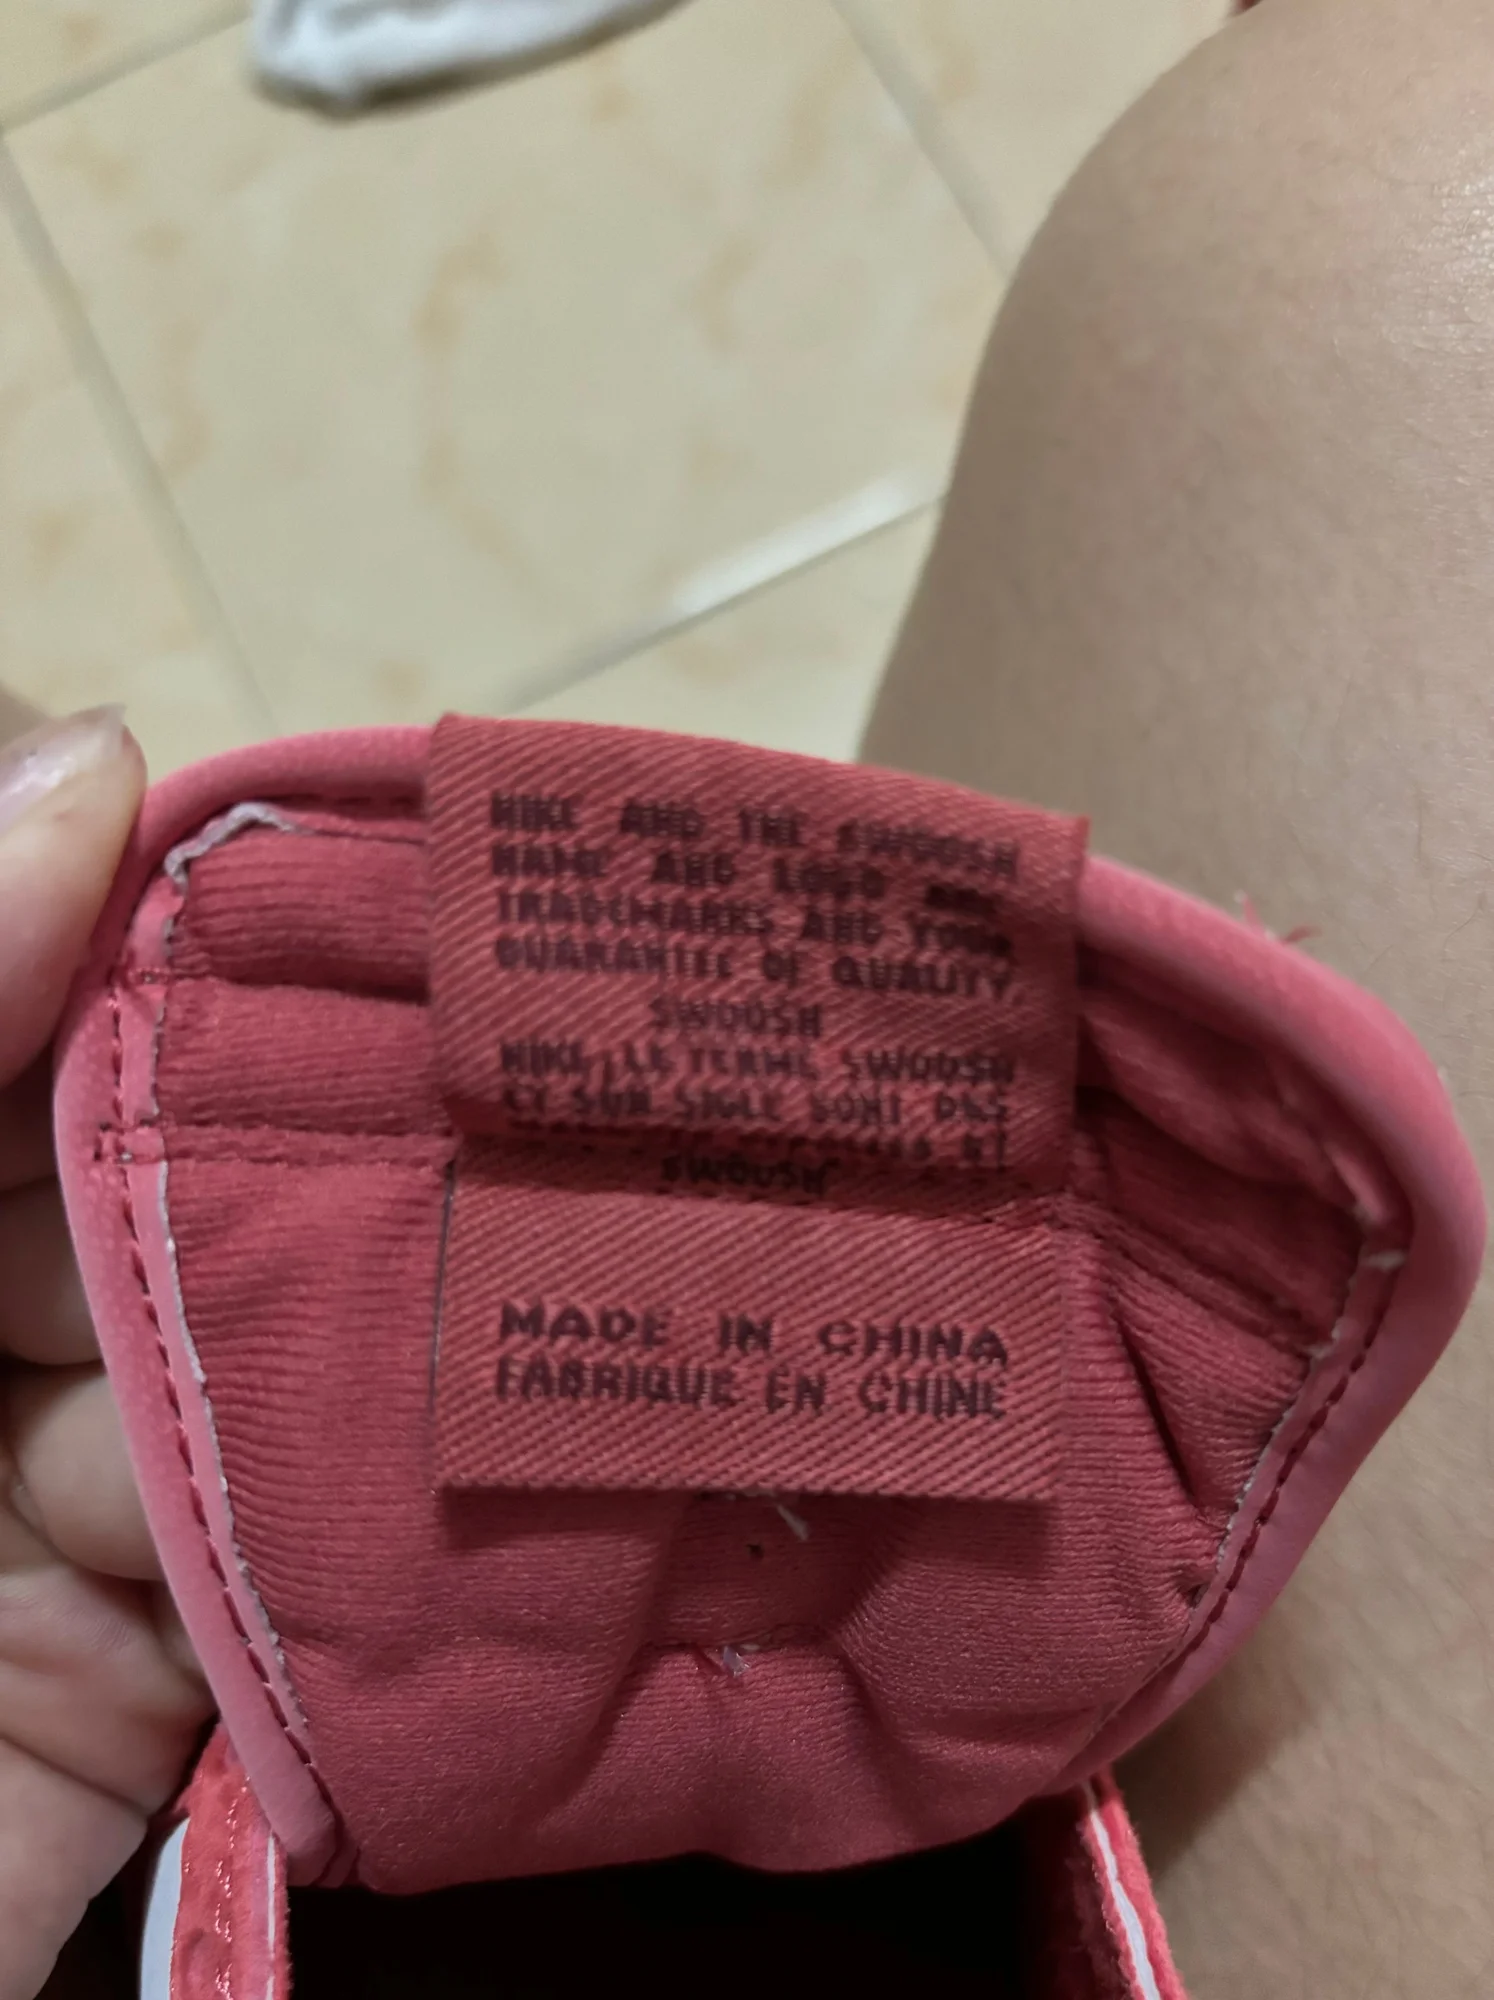 NIKE AND THE SWOOSH
NAME AND LOGO ARE
TRADEMARKS AND YOUR
GUARANTEE OF QUALITY
SWOOSH
NIKE, LE TERME SWOOSH
ET SON SIGLE SONT DES
ET
SWOOSH
MADE IN CHINA
FABRIQUE EN CHINE